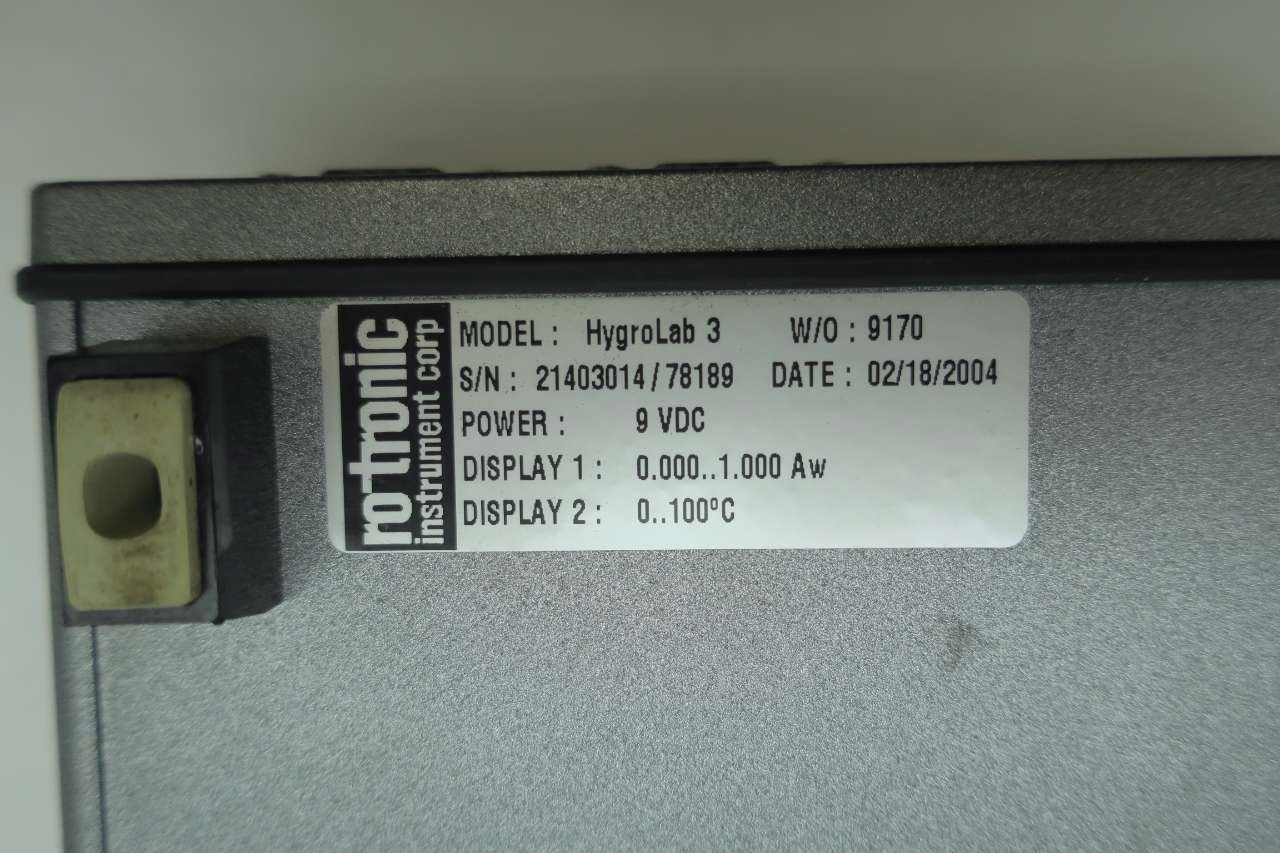 rotronic
instrument corp
MODEL : HygroLab 3 W/O : 9170
S/N : 21403014 / 78189 DATE : 02/18/2004
POWER : 9 VDC
DISPLAY 1 : 0.000..1.000 Aw
DISPLAY 2 : 0..100ºC